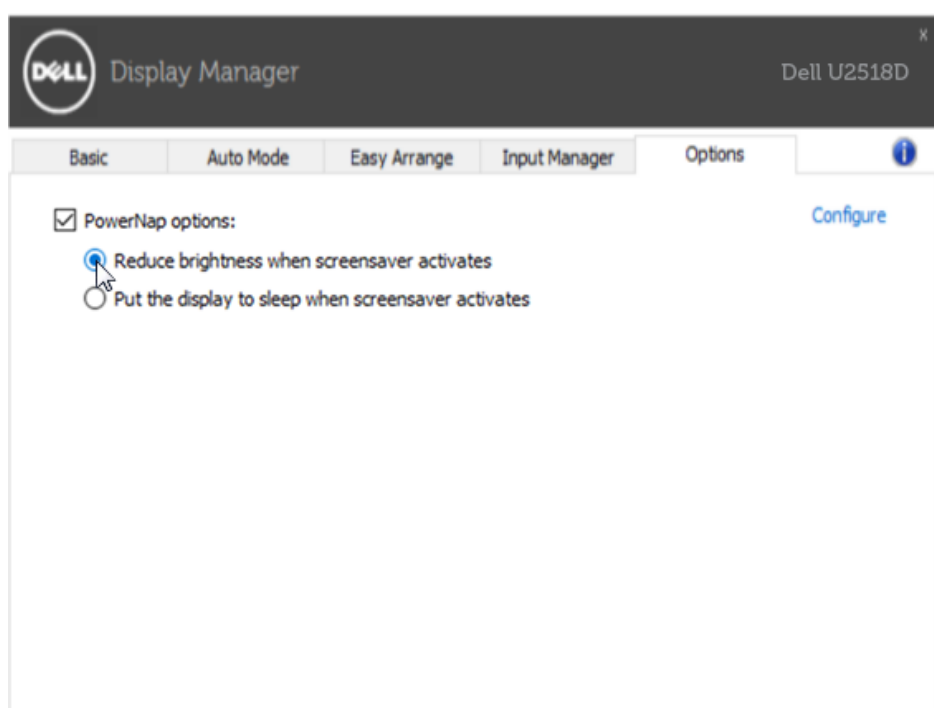 x
DELL Display Manager Dell U2518D
Basic Auto Mode Easy Arrange Input Manager Options i
PowerNap options: Configure
Reduce brightness when screensaver activates
Put the display to sleep when screensaver activates